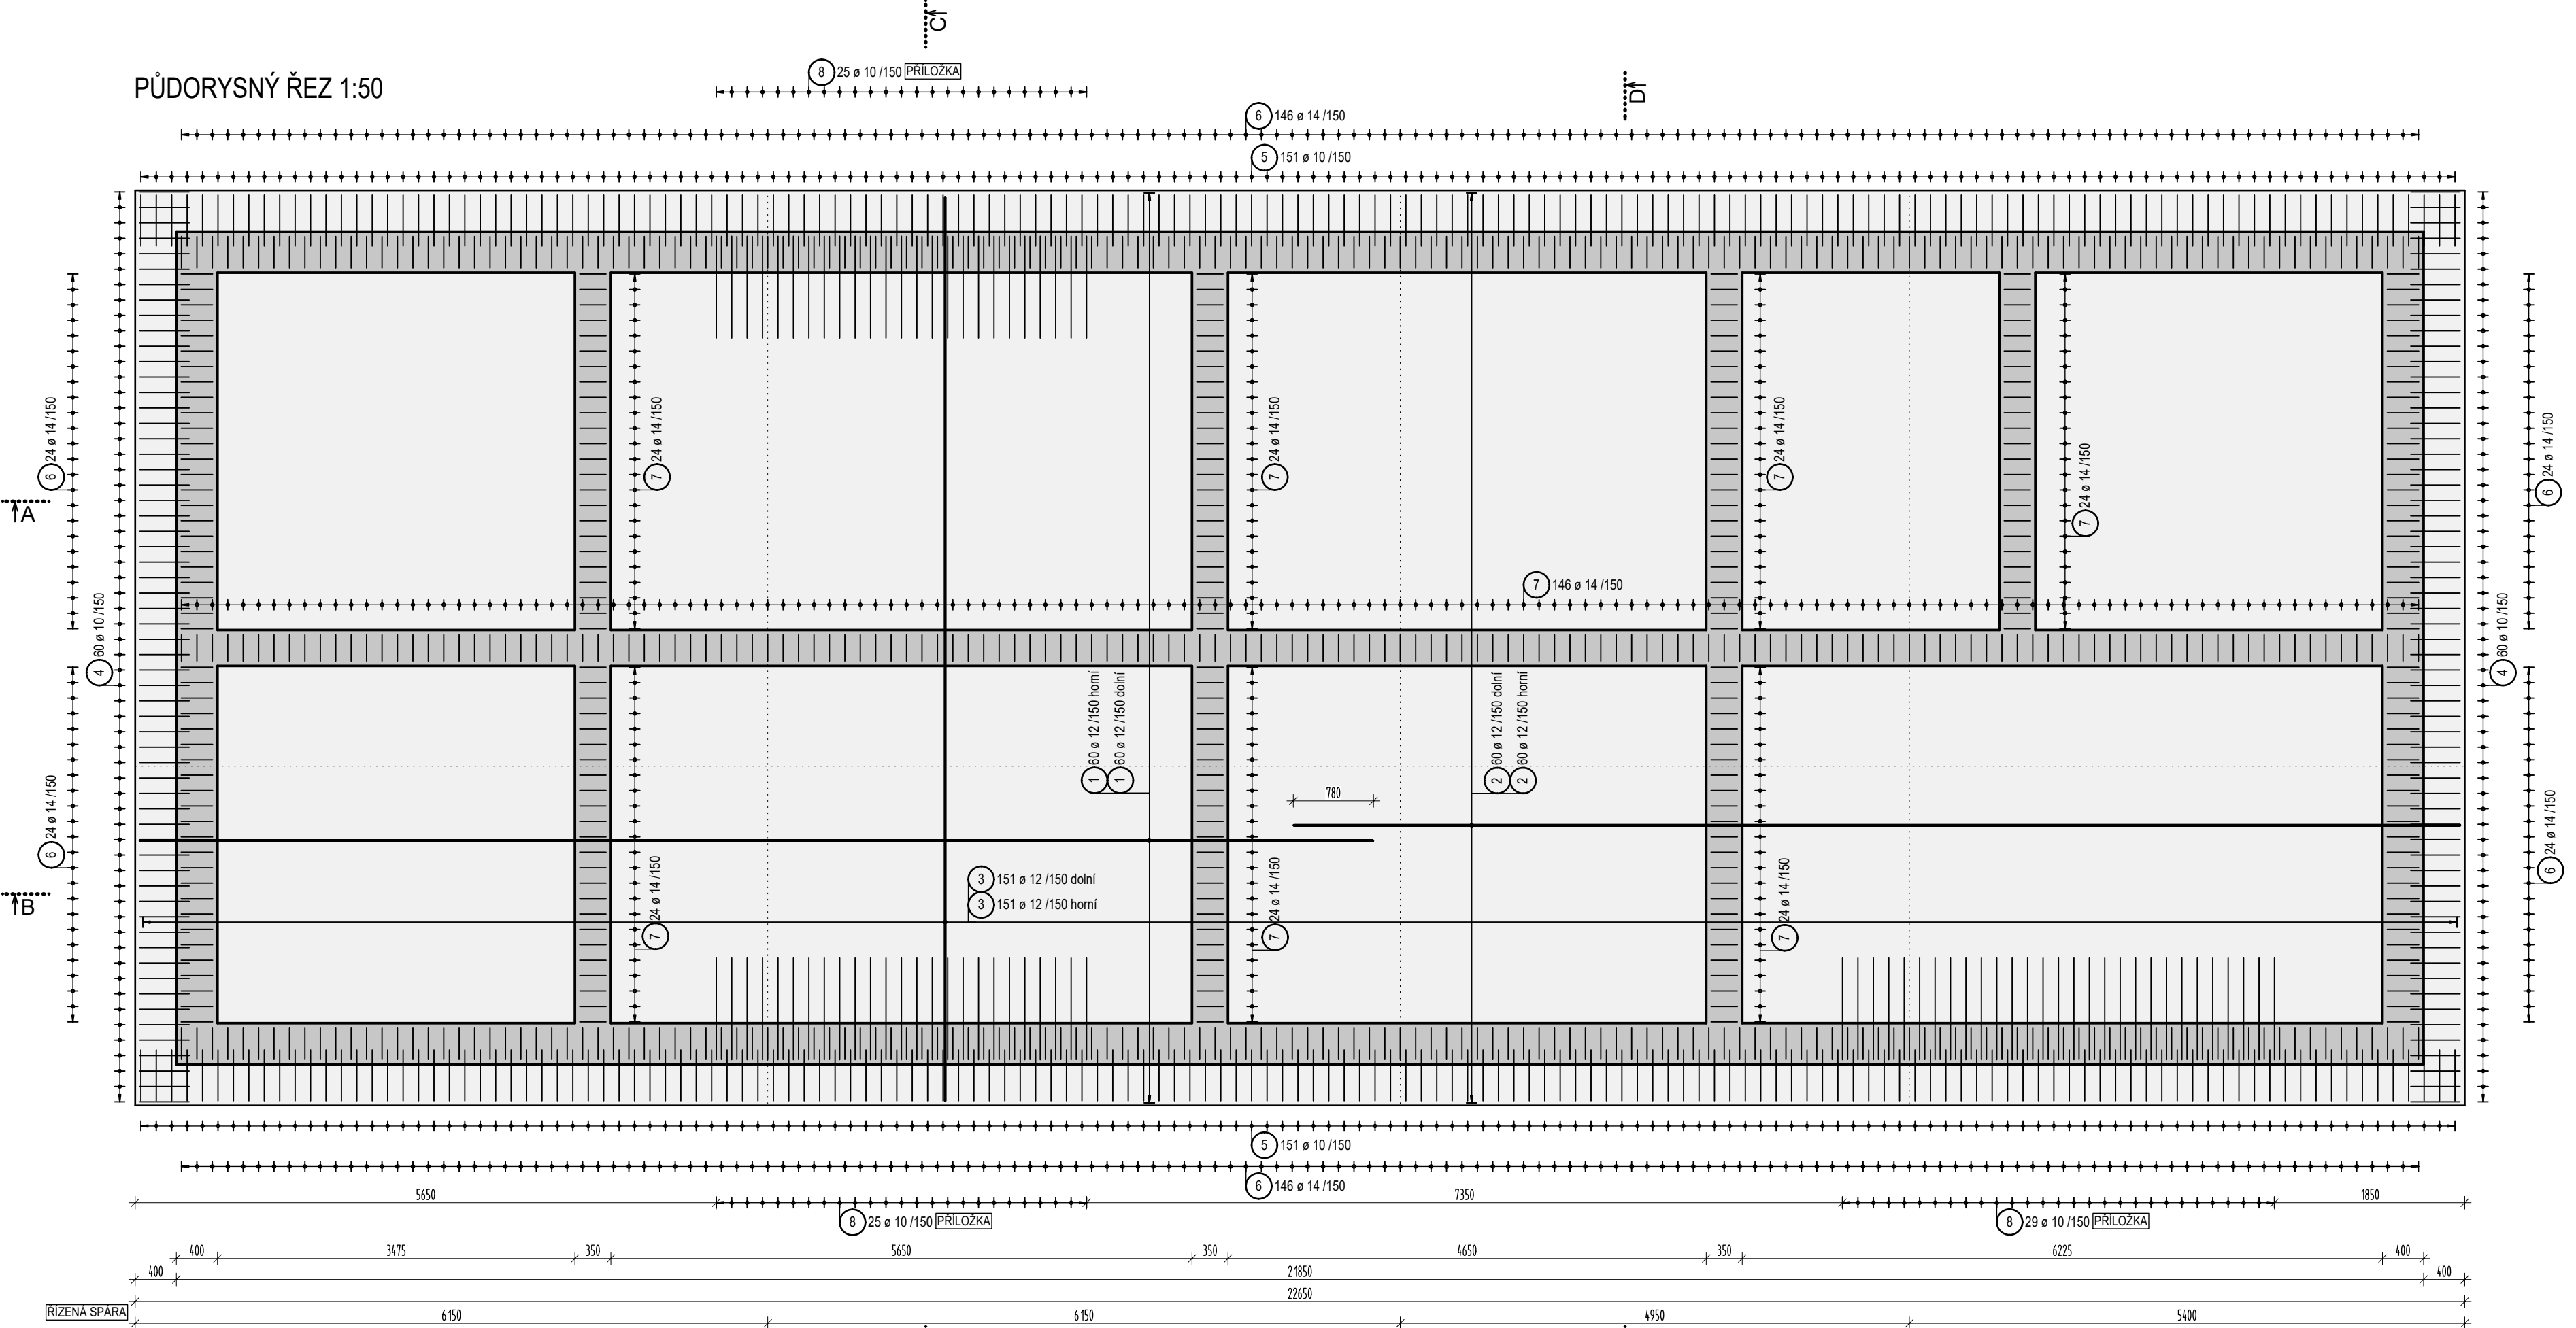 C
8 25 ø 10 /150 PŘÍLOŽKA
PŮDORYSNÝ ŘEZ 1:50
D
6 146 ø 14 /150
5 151 ø 10 /150
6 24 ø 14 /150
7 24 ø 14 /150
7 24 ø 14 /150
7 24 ø 14 /150
7 24 ø 14 /150
6 24 ø 14 /150
A
7 146 ø 14 /150
4 60 ø 10 /150
4 60 ø 10 /150
1 60 ø 12 /150 horní
1 60 ø 12 /150 dolní
2 60 ø 12 /150 dolní
2 60 ø 12 /150 horní
780
6 24 ø 14 /150
7 24 ø 14 /150
7 24 ø 14 /150
7 24 ø 14 /150
6 24 ø 14 /150
3 151 ø 12 /150 dolní
3 151 ø 12 /150 horní
B
5 151 ø 10 /150
6 146 ø 14 /150
5650 7350 1850
8 25 ø 10 /150 PŘÍLOŽKA
8 29 ø 10 /150 PŘÍLOŽKA
400 3475 350 5650 350 4650 350 6225 400
400 21850 400
22650
ŘÍZENÁ SPÁRA
6150 6150 4950 5400